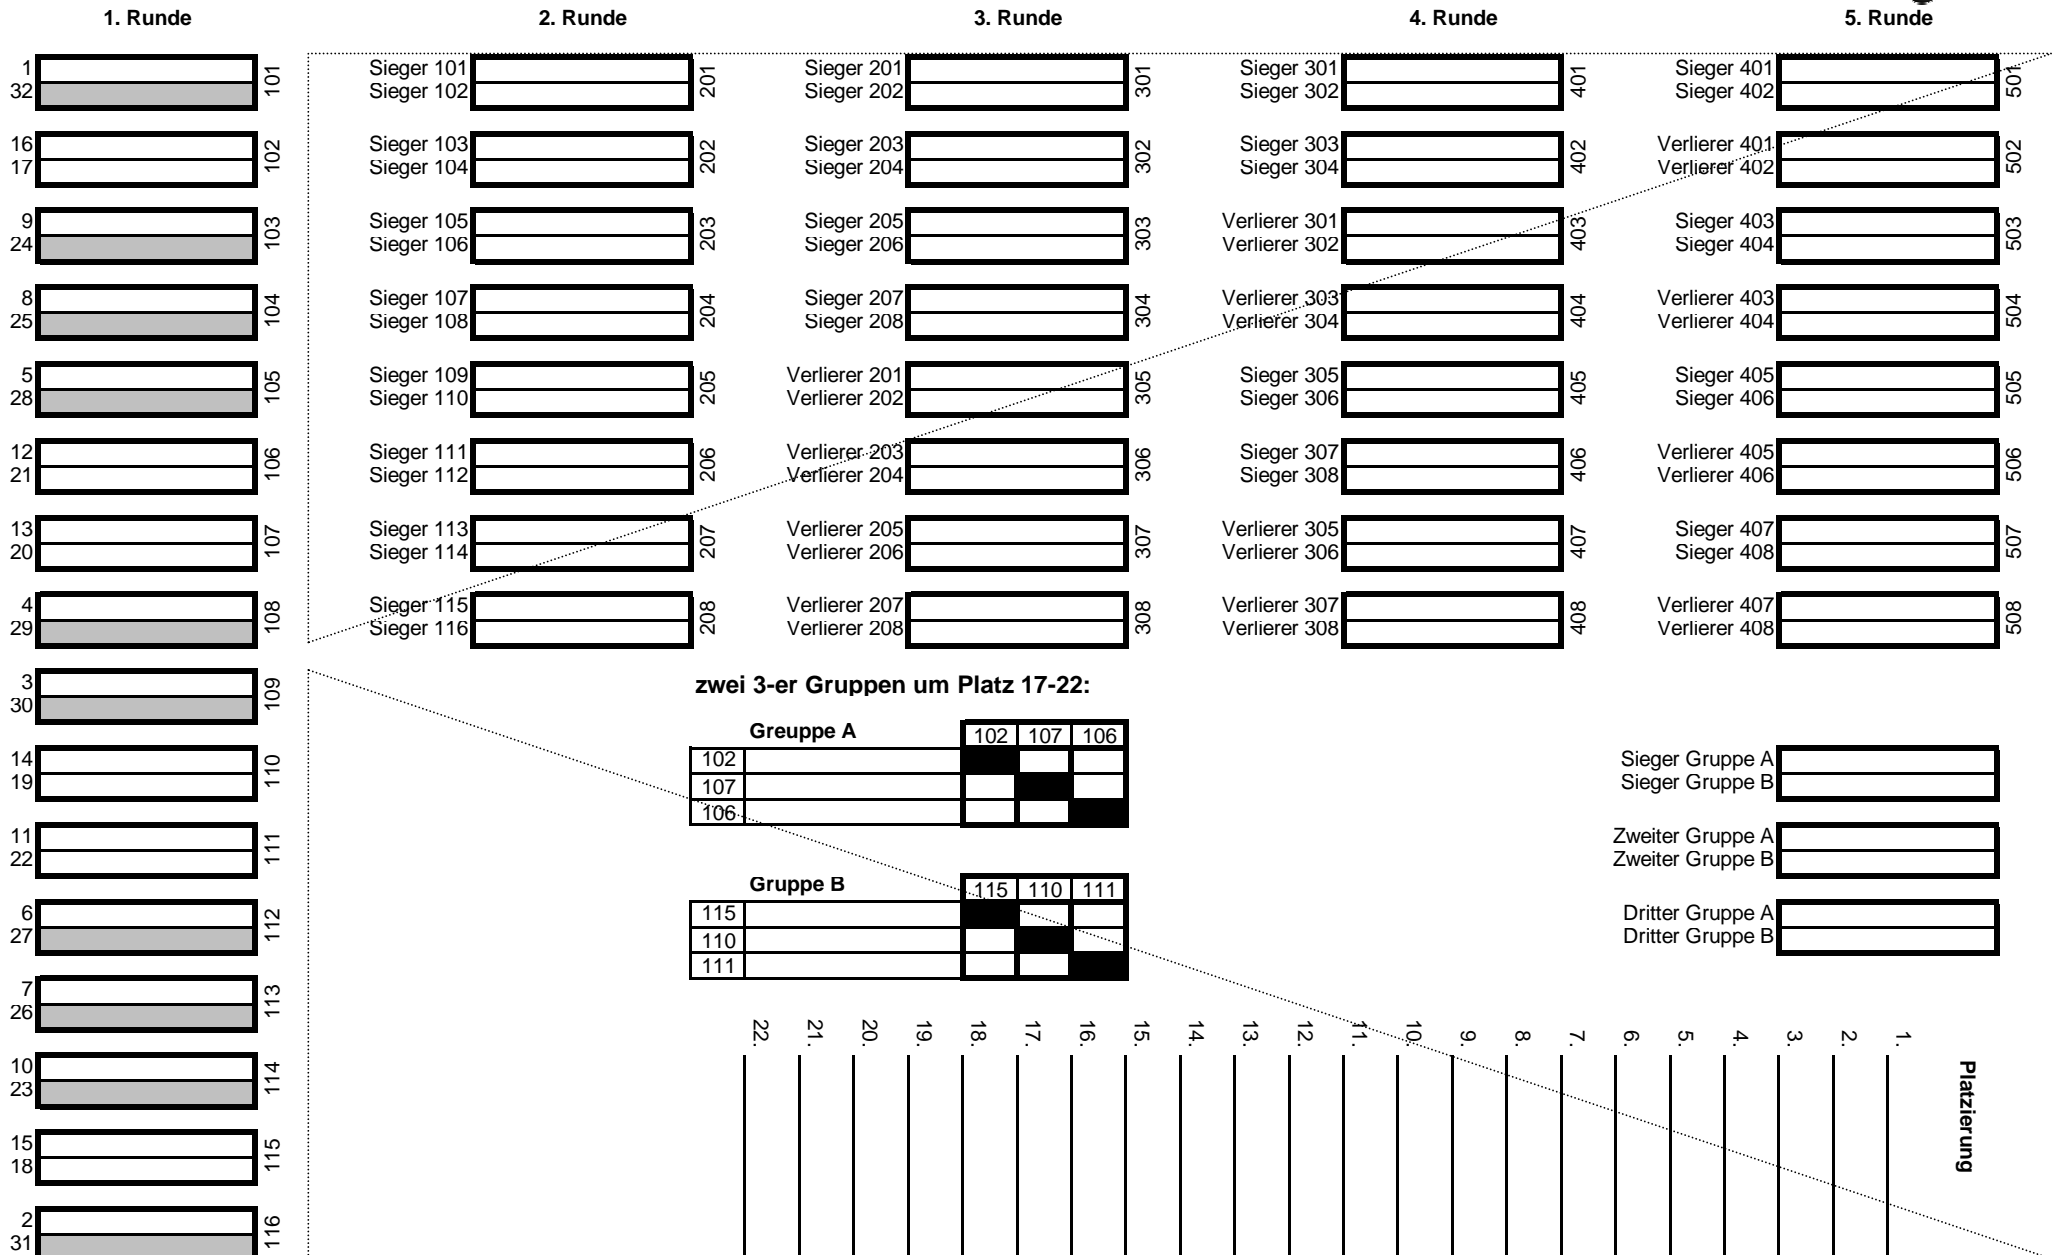 1. Runde 2. Runde 3. Runde 4. Runde 5. Runde
1 101 Sieger 101 201 Sieger 201 301 Sieger 301 401 Sieger 401 501
32 Sieger 102 Sieger 202 Sieger 302 Sieger 402
16 102 Sieger 103 202 Sieger 203 302 Sieger 303 402 Verlierer 401 502
17 Sieger 104 Sieger 204 Sieger 304 Verlierer 402
9 103 Sieger 105 203 Sieger 205 303 Verlierer 301 403 Sieger 403 503
24 Sieger 106 Sieger 206 Verlierer 302 Sieger 404
8 104 Sieger 107 204 Sieger 207 304 Verlierer 303 404 Verlierer 403 504
25 Sieger 108 Sieger 208 Verlierer 304 Verlierer 404
5 105 Sieger 109 205 Verlierer 201 305 Sieger 305 405 Sieger 405 505
28 Sieger 110 Verlierer 202 Sieger 306 Sieger 406
12 106 Sieger 111 206 Verlierer 203 306 Sieger 307 406 Verlierer 405 506
21 Sieger 112 Verlierer 204 Sieger 308 Verlierer 406
13 107 Sieger 113 207 Verlierer 205 307 Verlierer 305 407 Sieger 407 507
20 Sieger 114 Verlierer 206 Verlierer 306 Sieger 408
4 108 Sieger 115 208 Verlierer 207 308 Verlierer 307 408 Verlierer 407 508
29 Sieger 116 Verlierer 208 Verlierer 308 Verlierer 408
3 109
30
zwei 3-er Gruppen um Platz 17-22:
Greuppe A 102 107 106
14 110 102 Sieger Gruppe A
19 107 Sieger Gruppe B
106
11 111 Zweiter Gruppe A
22 Zweiter Gruppe B
Gruppe B 115 110 111
6 112 115 Dritter Gruppe A
27 110 Dritter Gruppe B
111
7 113
26
22. 21. 20. 19. 18. 17. 16. 15. 14. 13. 12. 11. 10. 9. 8. 7. 6. 5. 4. 3. 2. 1.
Platzierung
10 114
23
15 115
18
2 116
31